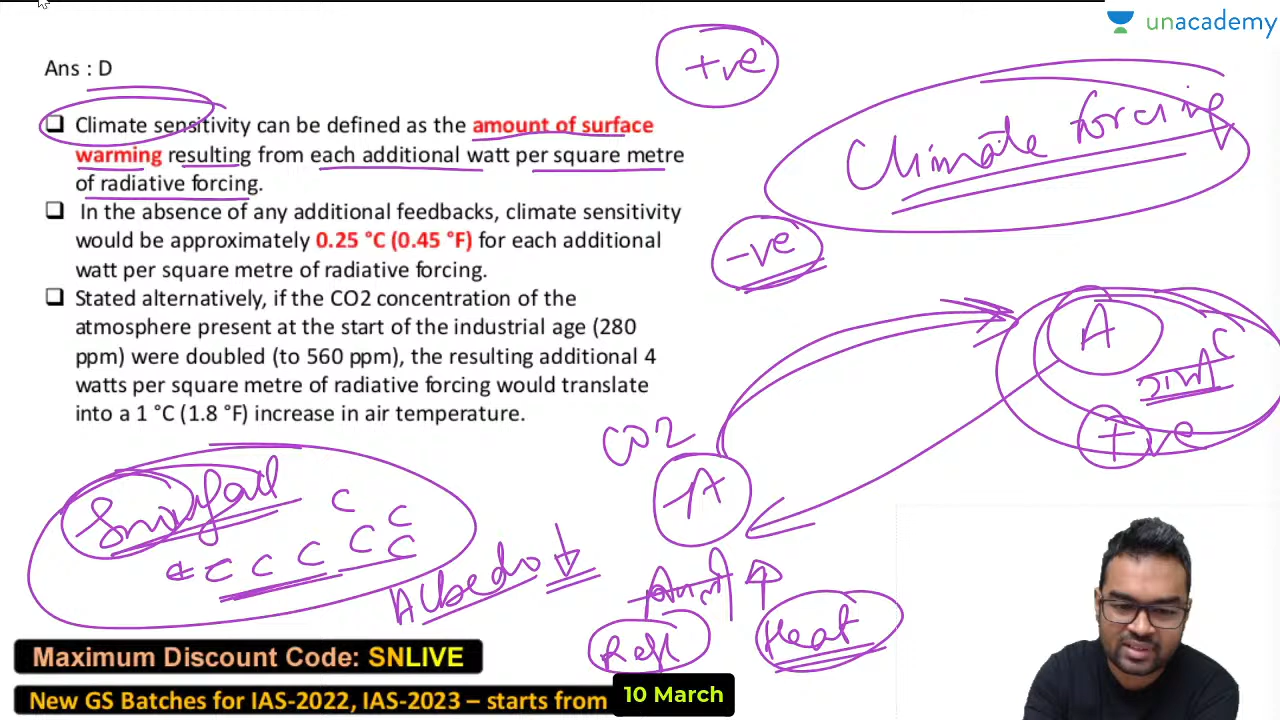 unacademy
Ans : D
+ve
Climate forcing
Climate sensitivity can be defined as the amount of surface
warming resulting from each additional watt per square metre
of radiative forcing.
In the absence of any additional feedbacks, climate sensitivity
would be approximately 0.25 °C (0.45 °F) for each additional
watt per square metre of radiative forcing.
-ve
Stated alternatively, if the CO2 concentration of the
atmosphere present at the start of the industrial age (280
ppm) were doubled (to 560 ppm), the resulting additional 4
watts per square metre of radiative forcing would translate
into a 1 °C (1.8 °F) increase in air temperature.
A
C
+ve
CO2
A
Snowfall
C C
C C C C C
Albedo ↓
Refl
Heat
Maximum Discount Code: SNLIVE
New GS Batches for IAS-2022, IAS-2023 – starts from 10 March